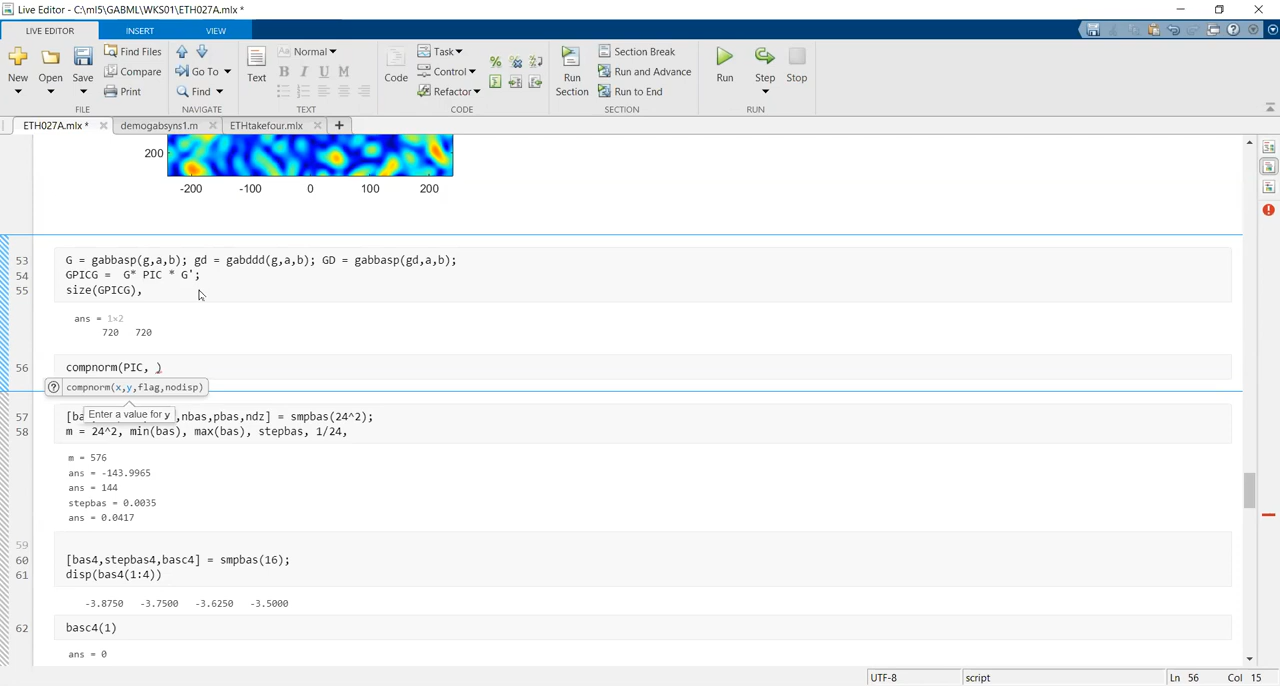 Live Editor - C:\ml5\GABML\WKS01\ETH027A.mlx *
LIVE EDITOR INSERT VIEW
New Open Save Find Files Compare Print
FILE
Go To Find
NAVIGATE
Text Normal B I U M
TEXT
Code Task Control Refactor
CODE
Run Section Section Break Run and Advance Run to End
SECTION
Run Step Stop
RUN
ETH027A.mlx * demogabsyns1.m ETHtakefour.mlx
200
-200 -100 0 100 200
53 G = gabbasp(g,a,b); gd = gabddd(g,a,b); GD = gabbasp(gd,a,b);
54 GPICG = G* PIC * G';
55 size(GPICG),
ans = 1×2
720 720
56 compnorm(PIC, )
compnorm(x,y,flag,nodisp)
Enter a value for y
57 [ba ,nbas,pbas,ndz] = smpbas(24^2);
58 m = 24^2, min(bas), max(bas), stepbas, 1/24,
m = 576
ans = -143.9965
ans = 144
stepbas = 0.0035
ans = 0.0417
59
60 [bas4,stepbas4,basc4] = smpbas(16);
61 disp(bas4(1:4))
-3.8750 -3.7500 -3.6250 -3.5000
62 basc4(1)
ans = 0
UTF-8 script Ln 56 Col 15